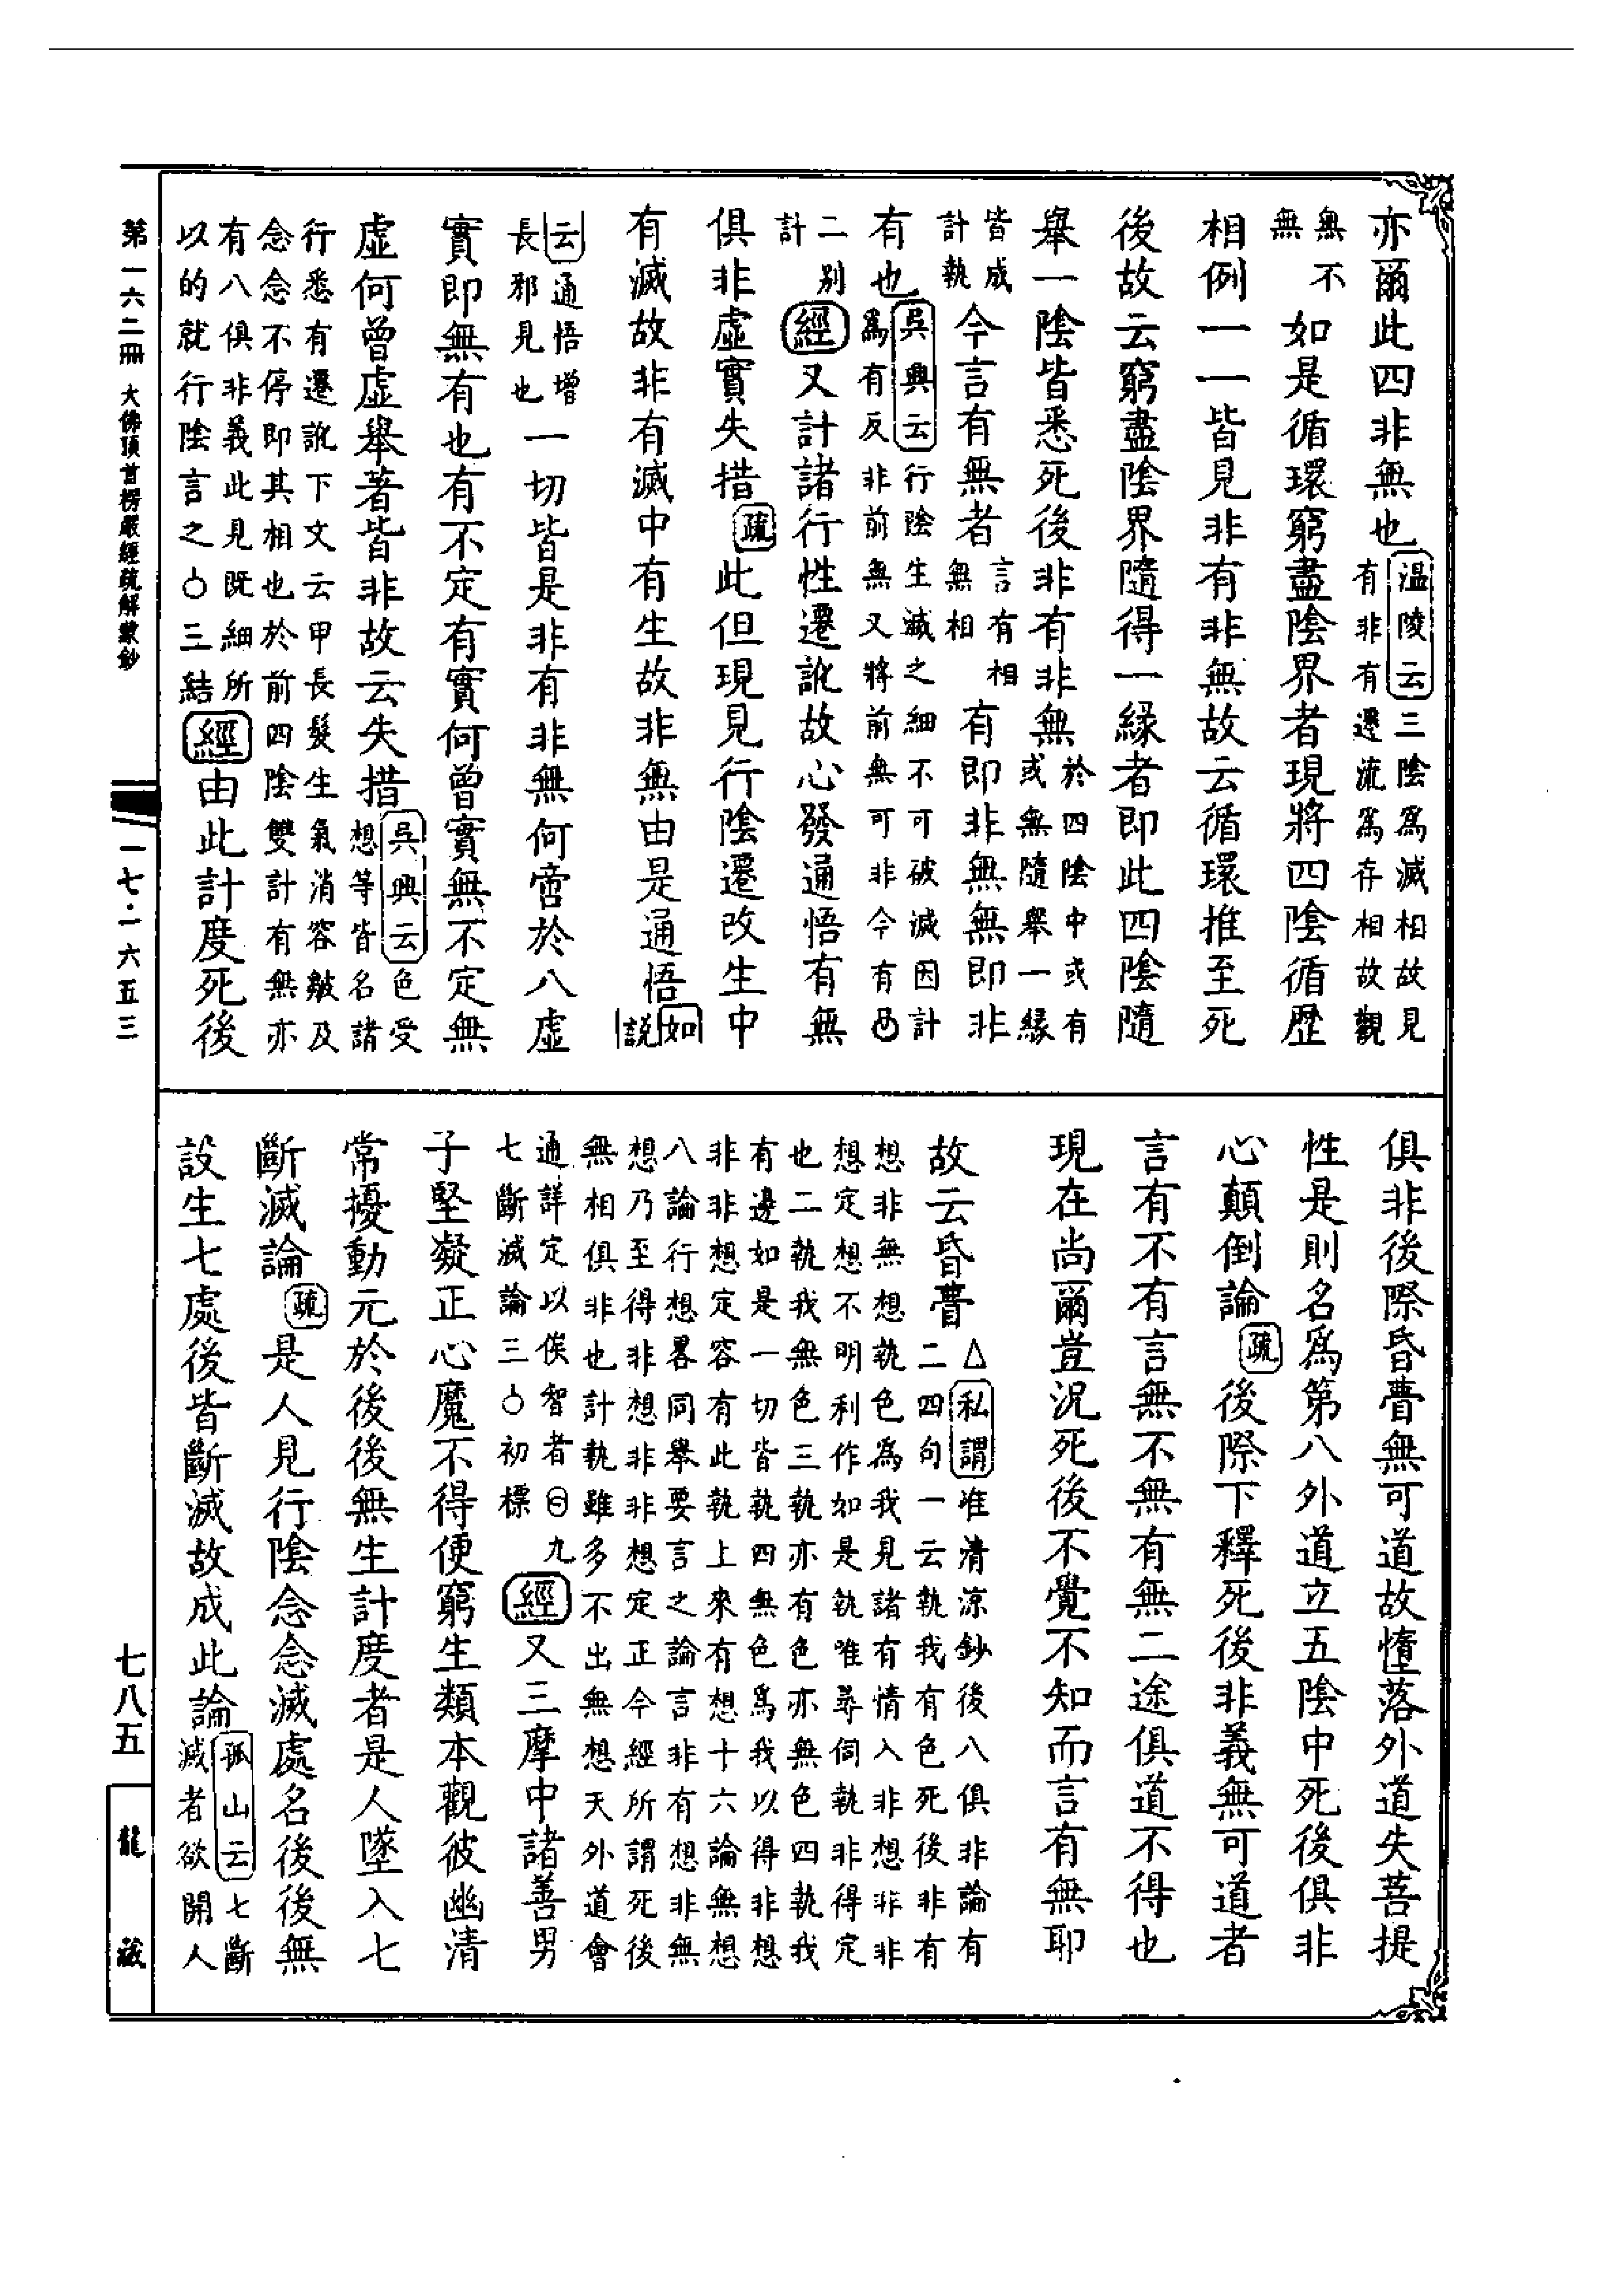 亦爾此四非無也溫陵云三陰為滅相故見
有非有遷流為存相故觀
無不
無如是循環窮盡陰界者現將四陰循歷
相例一一皆見非有非無故云循環推至死
後故云窮盡陰界隨得一緣者即此四陰隨
舉一陰皆悉死後非有非無於四陰中或有
或無隨舉一緣
皆成
計執今言有無者言有相
無相有即非無無即非
有也吳興云行陰生滅之細不可破滅因計
為有反非前無又將前無可非今有
二別
計經又計諸行性遷訛故心發通悟有無
俱非虛實失措疏此但現見行陰遷改生中
有滅故非有滅中有生故非無由是通悟如說
云通悟增
長邪見也一切皆是非有非無何啻於八虛
實即無有也有不定有實何曾實無不定無
虛何曾虛舉著皆非故云失措吳興云色受
想等皆名諸
行悉有遷訛下文云甲長髮生氣消容皺及
念念不停即其相也於前四陰雙計有無亦
有八俱非義此見既細所
以的就行陰言之○三結經由此計度死後
俱非後際昏瞢無可道故墮落外道失菩提
性是則名為第八外道立五陰中死後俱非
心顛倒論疏後際下釋死後非義無可道者
言有不有言無不無有無二途俱道不得也
現在尚爾豈況死後不覺不知而言有無耶
故云昏瞢△私謂准清涼鈔後八俱非論有
二四句一云執我有色死後非有
想非無想執色為我見諸有情入非想非非
想定想不明利作如是執唯尋伺執非得定
也二執我無色三執亦有色亦無色四執我
有邊如是一切皆執四無色為我以得非想
非非想定容有此執上來有想十六論無想
八論行想畧同舉要言之論言非有想非無
想乃至得非想非非想定正今經所謂死後
無相俱非也計執雖多不出無想天外道會
通詳定以俟智者㊀九
七斷滅論三○初標經又三摩中諸善男
子堅凝正心魔不得便窮生類本觀彼幽清
常擾動元於後後無生計度者是人墜入七
斷滅論疏是人見行陰念念滅處名後後無
設生七處後皆斷滅故成此論孤山云七斷
滅者欲開人
第一六二冊 大佛頂首楞嚴經疏解蒙鈔
一七·一六五三
七八五
龍藏